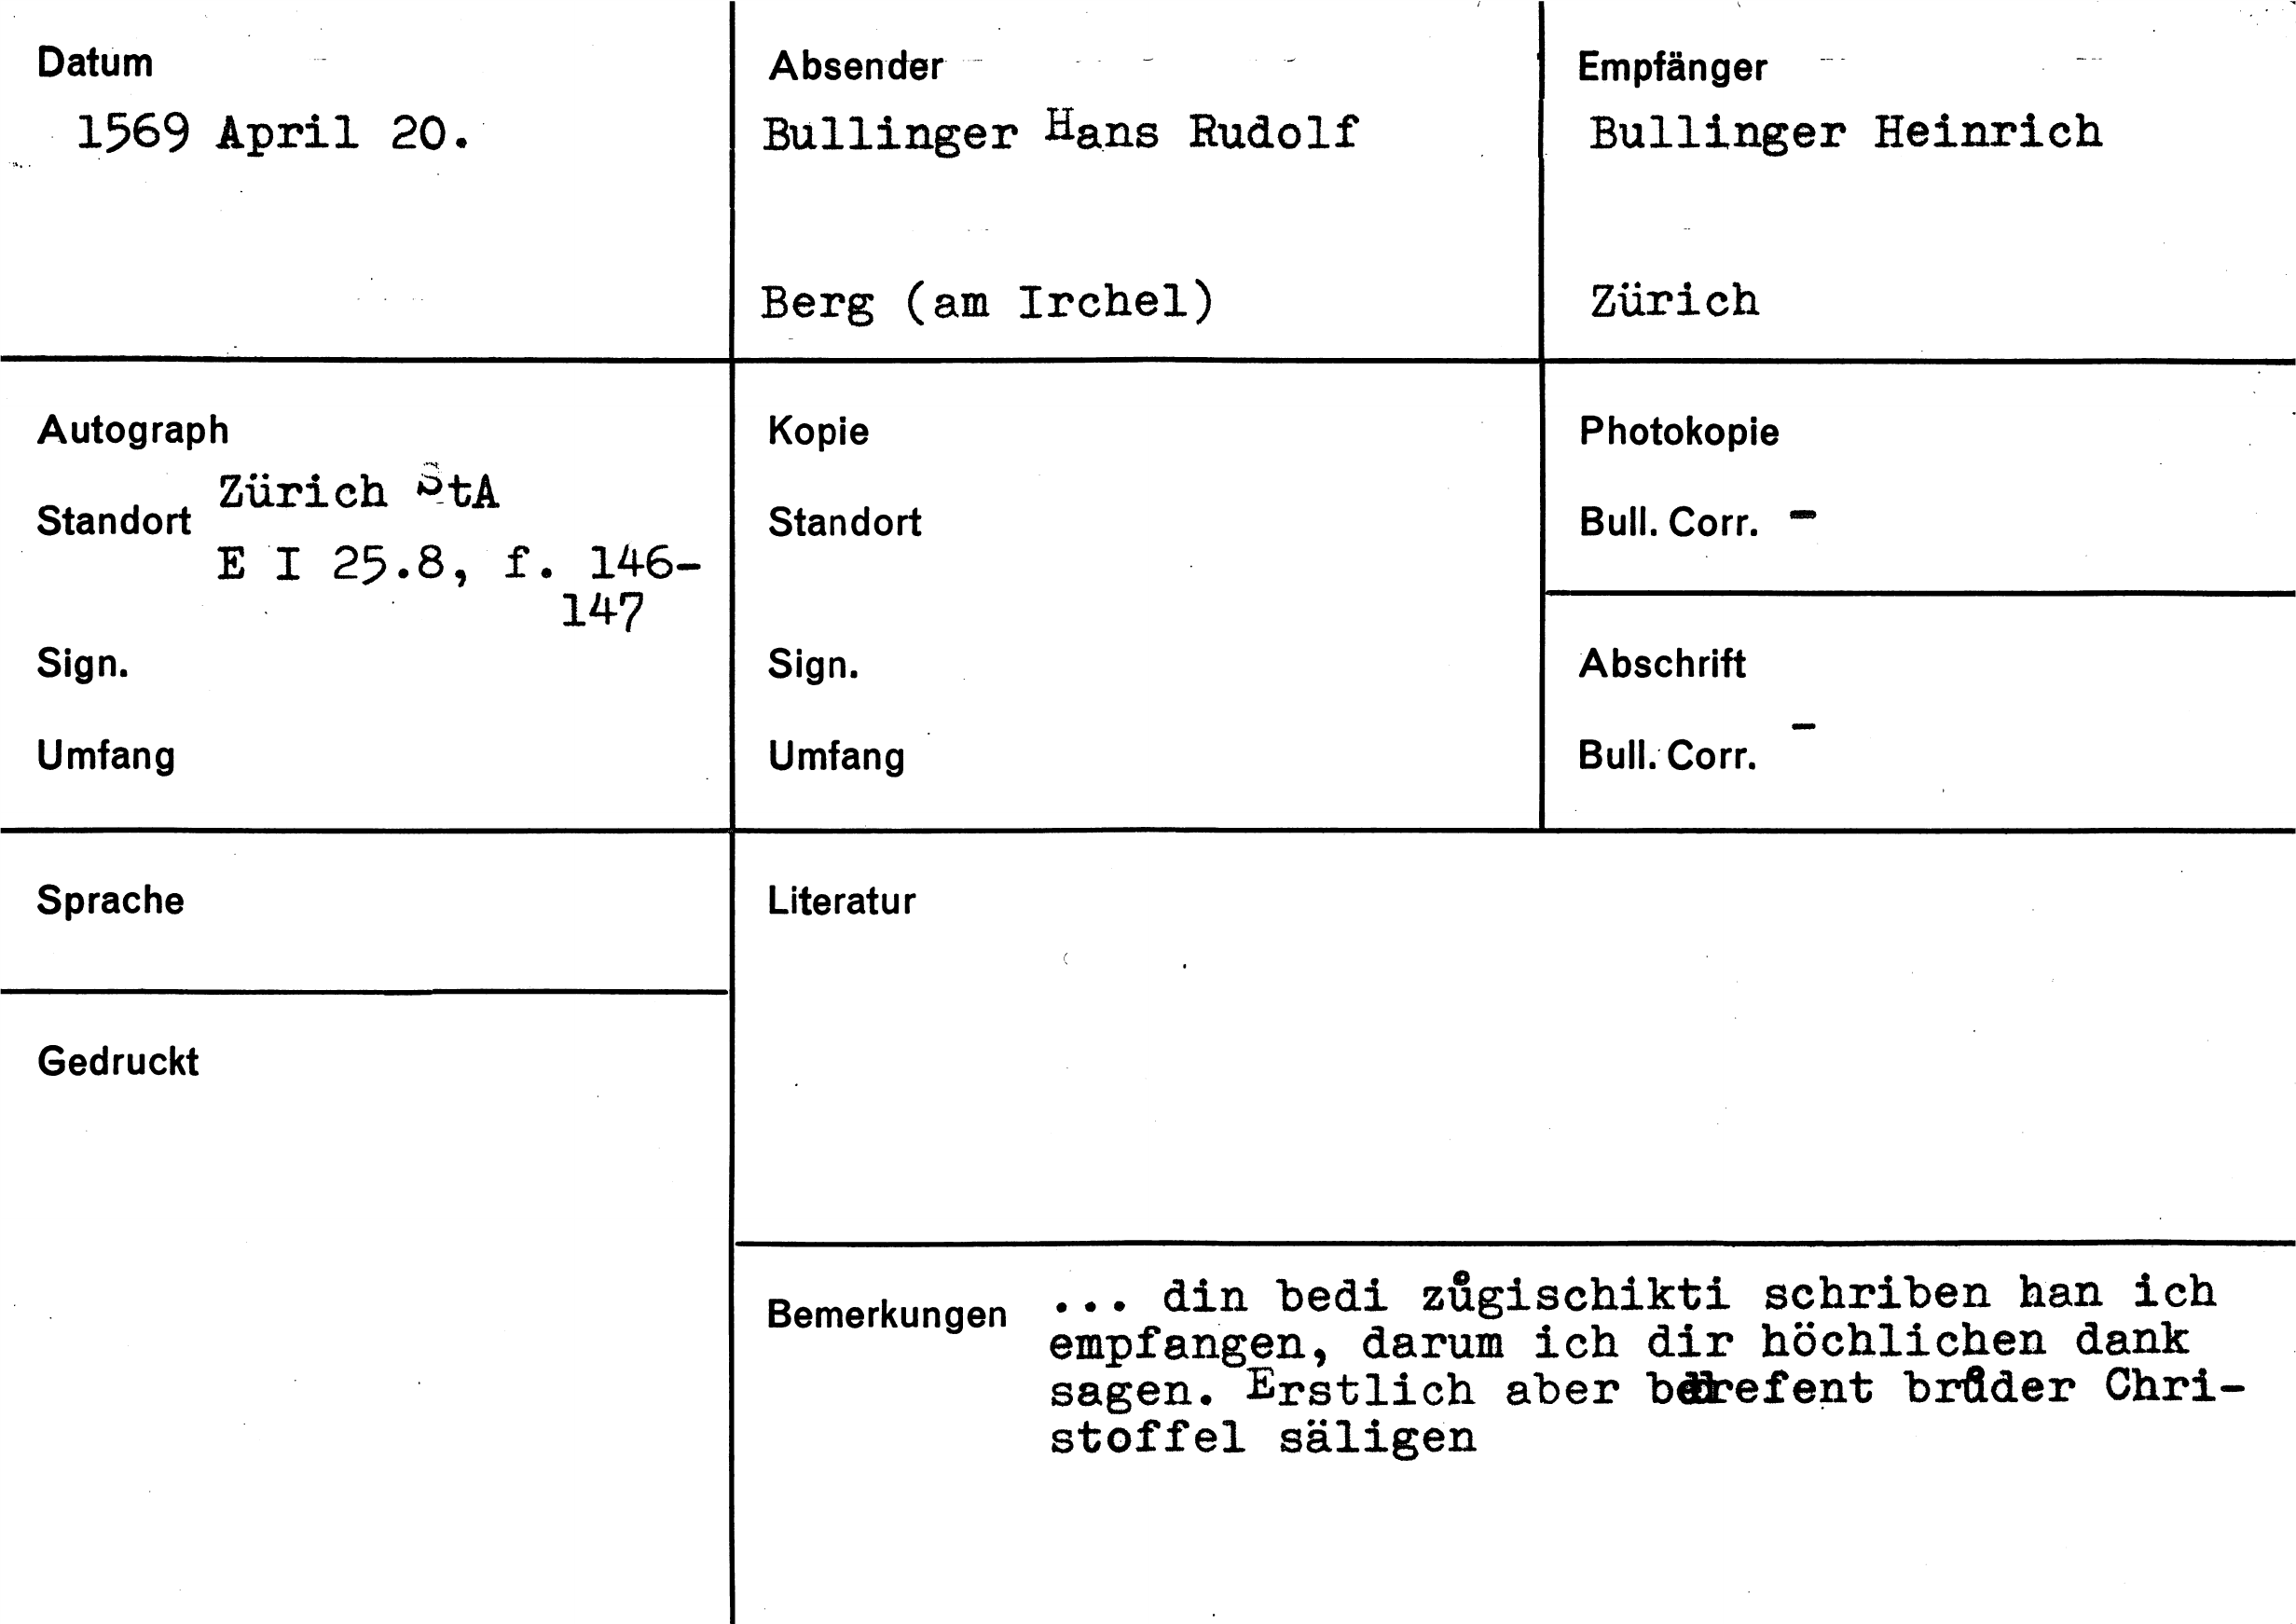 Datum
1569 April 20.
Absender
Bullinger Hans Rudolf
Berg (am Irchel)
Empfänger
Bullinger Heinrich
Zürich
Autograph
Standort Zürich StA
E I 25.8, f. 146-
147
Sign.
Umfang
Kopie
Standort
Sign.
Umfang
Photokopie
Bull. Corr. -
Abschrift
Bull. Corr. -
Sprache
Gedruckt
Literatur
Bemerkungen ... din bedi zůgischikti schriben han ich
empfangen, darum ich dir höchlichen dank
sagen. Erstlich aber brůder Chri-
stoffel säligen